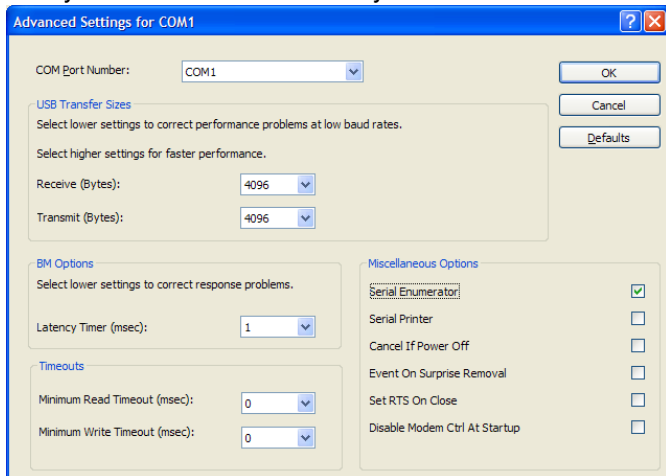 Advanced Settings for COM1
COM Port Number: COM1
OK
USB Transfer Sizes
Cancel
Select lower settings to correct performance problems at low baud rates.
Defaults
Select higher settings for faster performance.
Receive (Bytes): 4096
Transmit (Bytes): 4096
BM Options
Select lower settings to correct response problems.
Latency Timer (msec): 1
Timeouts
Minimum Read Timeout (msec): 0
Minimum Write Timeout (msec): 0
Miscellaneous Options
Serial Enumerator
Serial Printer
Cancel If Power Off
Event On Surprise Removal
Set RTS On Close
Disable Modem Ctrl At Startup